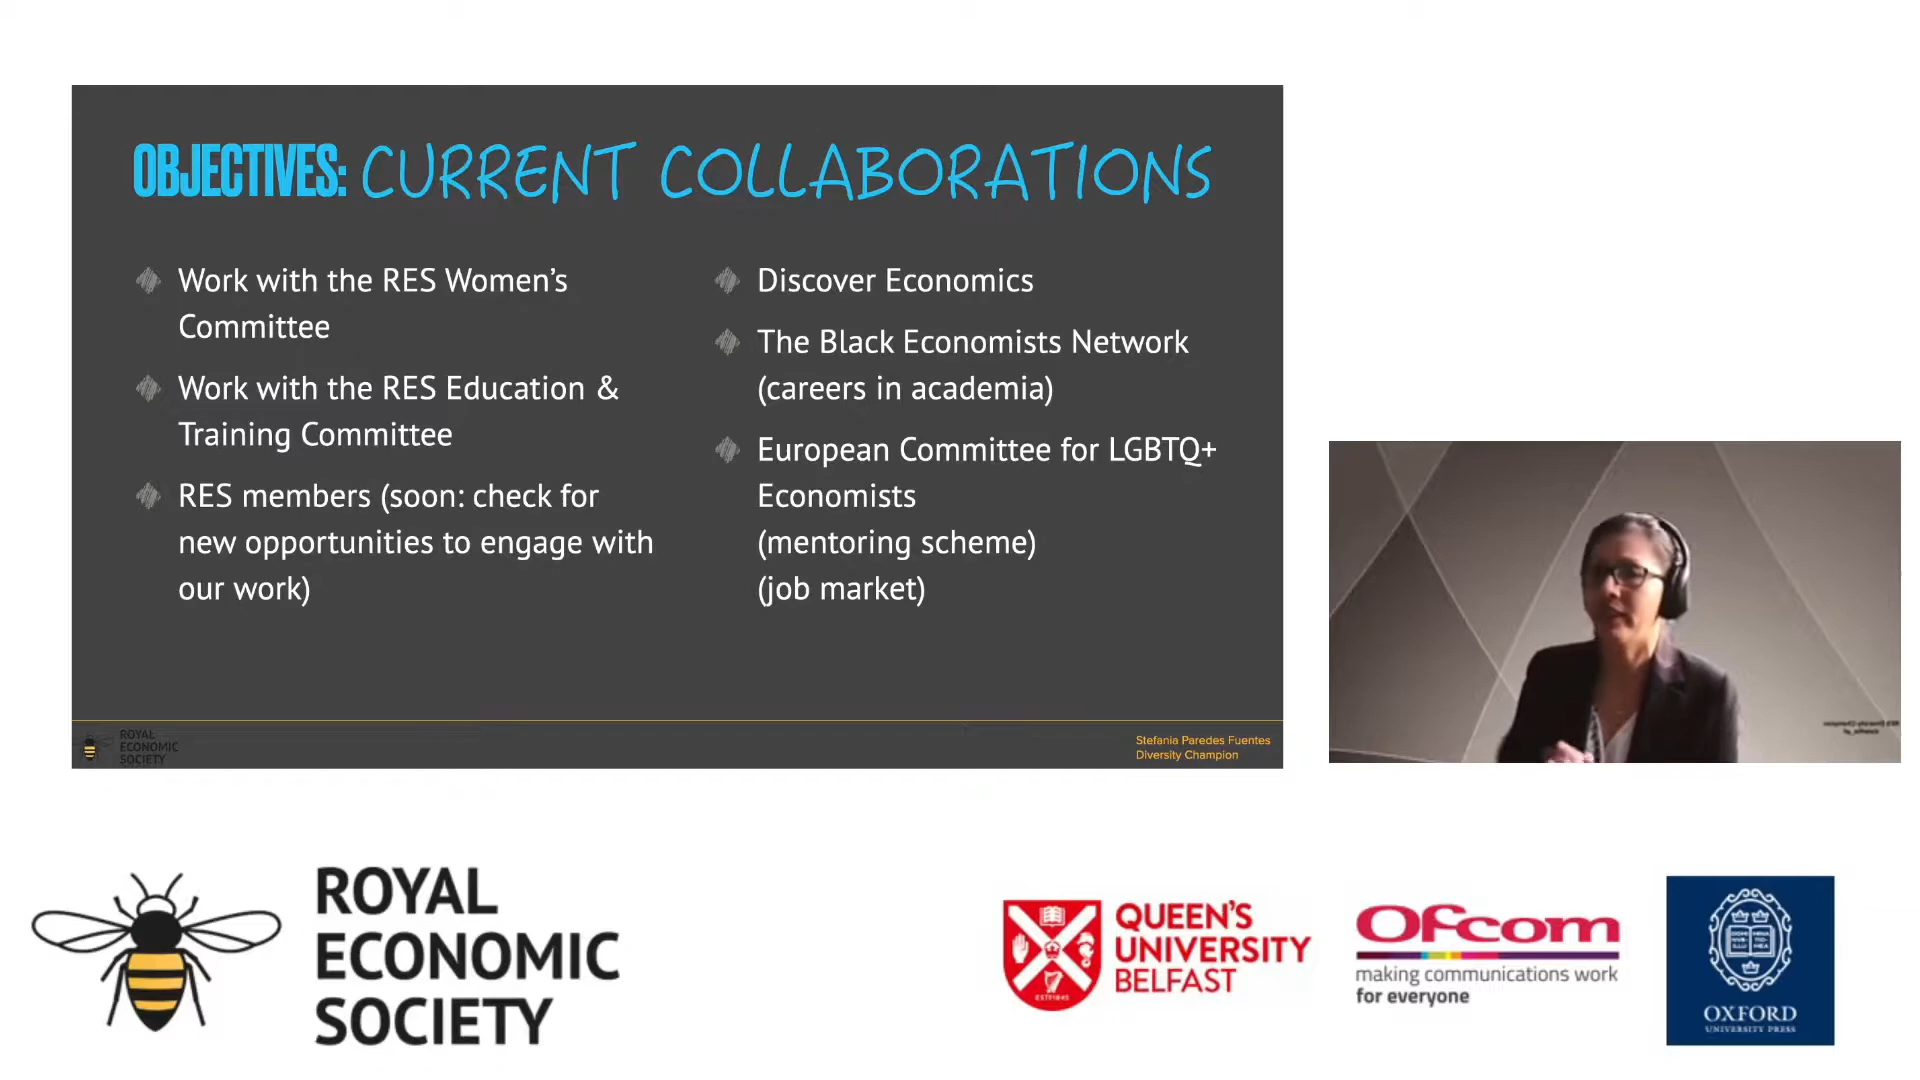 OBJECTIVES: CURRENT COLLABORATIONS
Work with the RES Women's
Committee
Work with the RES Education &
Training Committee
RES members (soon: check for
new opportunities to engage with
our work)
Discover Economics
The Black Economists Network
(careers in academia)
European Committee for LGBTQ+
Economists
(mentoring scheme)
(job market)
ROYAL
ECONOMIC
SOCIETY
Stefania Paredes Fuentes
Diversity Champion
ROYAL
ECONOMIC
SOCIETY
QUEEN'S
UNIVERSITY
BELFAST
ESTD1845
Ofcom
making communications work
for everyone
OXFORD
UNIVERSITY PRESS